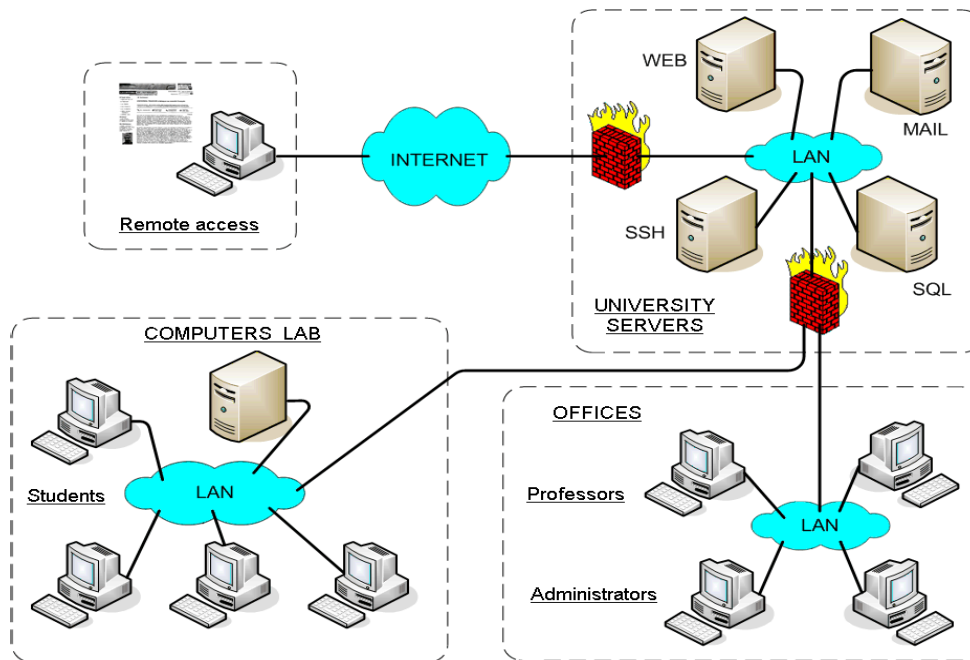 WEB
MAIL
INTERNET
LAN
Remote access
SSH
SQL
UNIVERSITY
SERVERS
COMPUTERS LAB
Students
LAN
OFFICES
Professors
LAN
Administrators